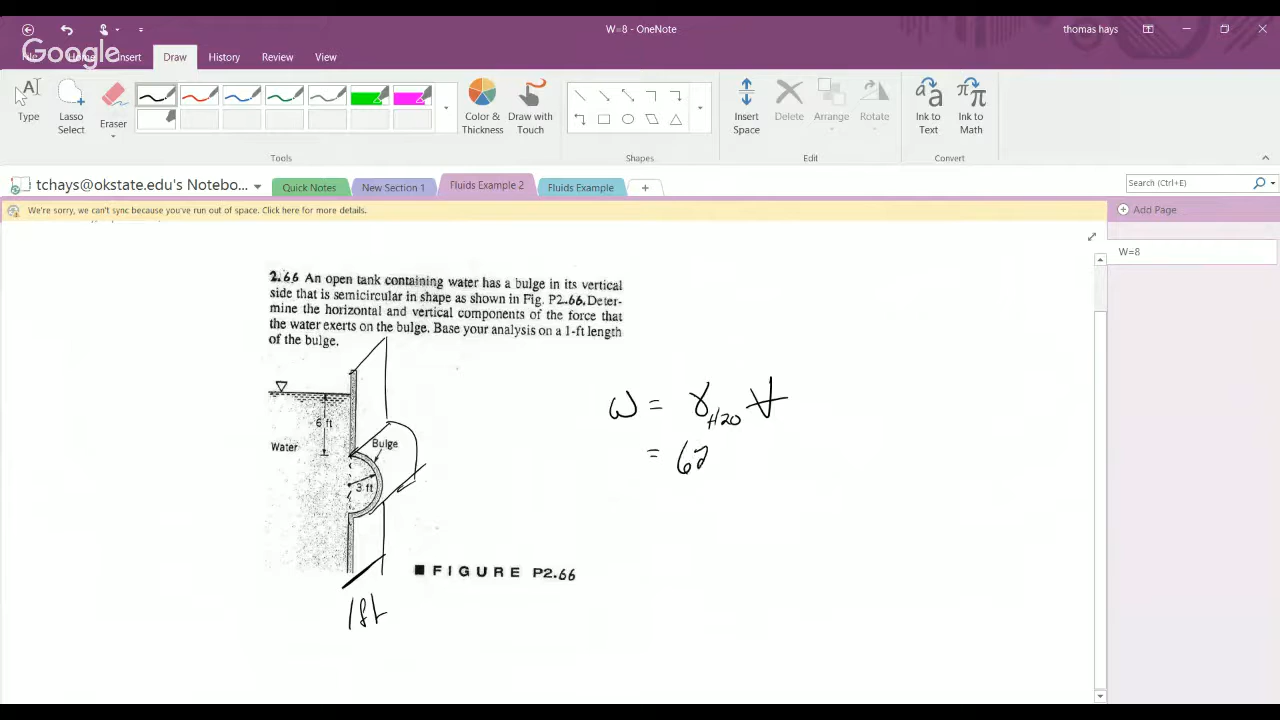 W=8 - OneNote
thomas hays
Google
File Home Insert Draw History Review View
Type
Lasso Select
Eraser
Color & Thickness
Draw with Touch
Insert Space
Delete
Arrange
Rotate
Ink to Text
Ink to Math
Tools
Shapes
Edit
Convert
tchays@okstate.edu's Notebo...
Quick Notes
New Section 1
Fluids Example 2
Fluids Example
+
Search (Ctrl+E)
We're sorry, we can't sync because you've run out of space. Click here for more details.
Add Page
W=8
2.66 An open tank containing water has a bulge in its vertical
side that is semicircular in shape as shown in Fig. P2.66. Deter-
mine the horizontal and vertical components of the force that
the water exerts on the bulge. Base your analysis on a 1-ft length
of the bulge.
6 ft
Water
Bulge
3 ft
FIGURE P2.66
1ft
ω = γH2O V
= 62